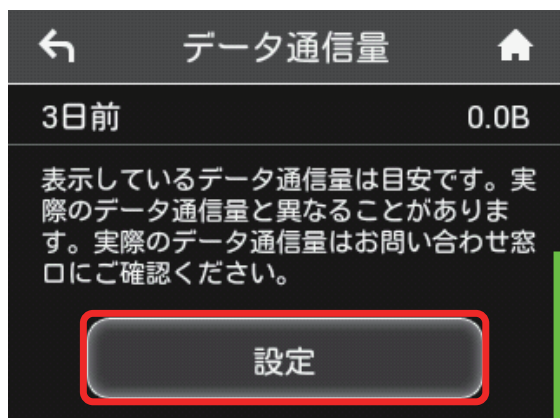 データ通信量
3日前 0.0B
表示しているデータ通信量は目安です。実
際のデータ通信量と異なることがありま
す。実際のデータ通信量はお問い合わせ窓
口にご確認ください。
設定